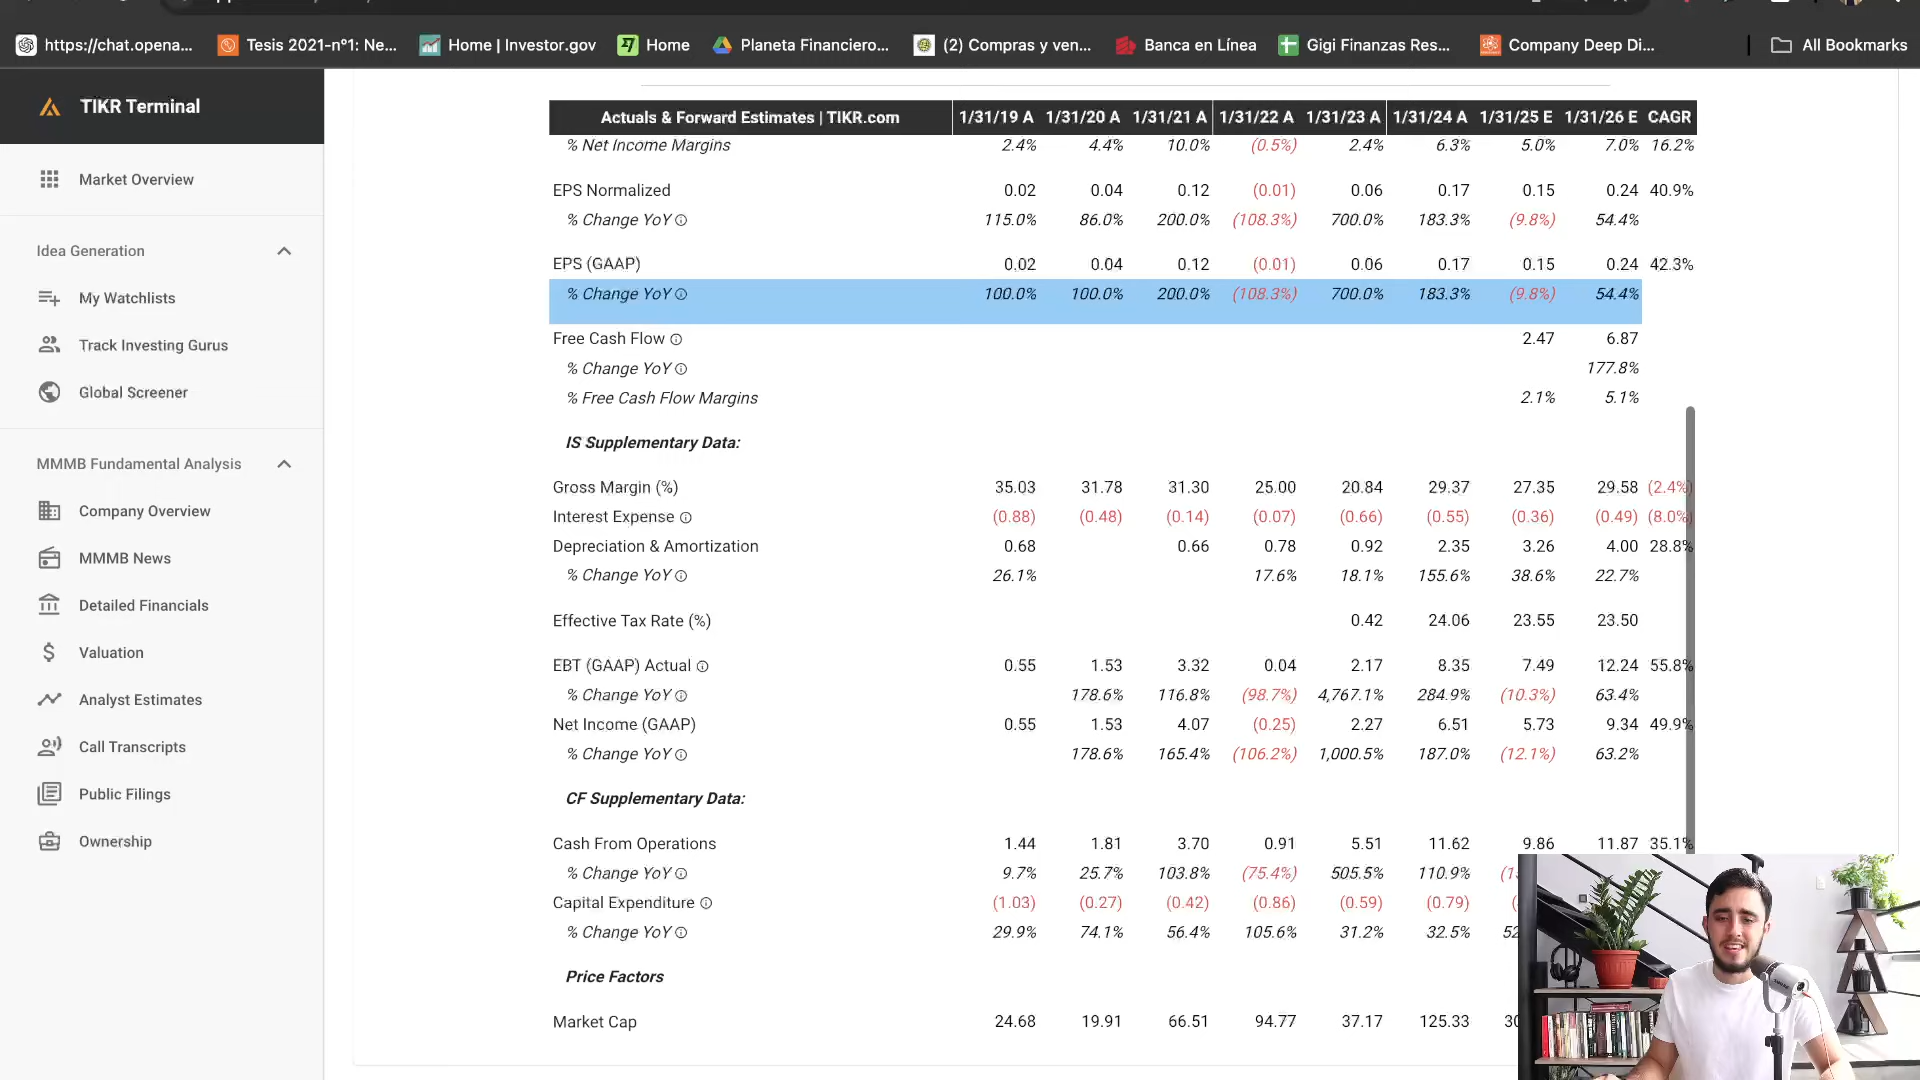 https://chat.opena... Tesis 2021-nº1: Ne... Home | Investor.gov Home Planeta Financiero... (2) Compras y ven... Banca en Línea Gigi Finanzas Res... Company Deep Di... All Bookmarks
TIKR Terminal
Market Overview
Idea Generation
My Watchlists
Track Investing Gurus
Global Screener
MMMB Fundamental Analysis
Company Overview
MMMB News
Detailed Financials
Valuation
Analyst Estimates
Call Transcripts
Public Filings
Ownership
Actuals & Forward Estimates | TIKR.com 1/31/19 A 1/31/20 A 1/31/21 A 1/31/22 A 1/31/23 A 1/31/24 A 1/31/25 E 1/31/26 E CAGR
% Net Income Margins 2.4% 4.4% 10.0% (0.5%) 2.4% 6.3% 5.0% 7.0% 16.2%
EPS Normalized 0.02 0.04 0.12 (0.01) 0.06 0.17 0.15 0.24 40.9%
% Change YoY 115.0% 86.0% 200.0% (108.3%) 700.0% 183.3% (9.8%) 54.4%
EPS (GAAP) 0.02 0.04 0.12 (0.01) 0.06 0.17 0.15 0.24 42.3%
% Change YoY 100.0% 100.0% 200.0% (108.3%) 700.0% 183.3% (9.8%) 54.4%
Free Cash Flow 2.47 6.87
% Change YoY 177.8%
% Free Cash Flow Margins 2.1% 5.1%
IS Supplementary Data:
Gross Margin (%) 35.03 31.78 31.30 25.00 20.84 29.37 27.35 29.58 (2.4%)
Interest Expense (0.88) (0.48) (0.14) (0.07) (0.66) (0.55) (0.36) (0.49) (8.0%)
Depreciation & Amortization 0.68 0.66 0.78 0.92 2.35 3.26 4.00 28.8%
% Change YoY 26.1% 17.6% 18.1% 155.6% 38.6% 22.7%
Effective Tax Rate (%) 0.42 24.06 23.55 23.50
EBT (GAAP) Actual 0.55 1.53 3.32 0.04 2.17 8.35 7.49 12.24 55.8%
% Change YoY 178.6% 116.8% (98.7%) 4,767.1% 284.9% (10.3%) 63.4%
Net Income (GAAP) 0.55 1.53 4.07 (0.25) 2.27 6.51 5.73 9.34 49.9%
% Change YoY 178.6% 165.4% (106.2%) 1,000.5% 187.0% (12.1%) 63.2%
CF Supplementary Data:
Cash From Operations 1.44 1.81 3.70 0.91 5.51 11.62 9.86 11.87 35.1%
% Change YoY 9.7% 25.7% 103.8% (75.4%) 505.5% 110.9%
Capital Expenditure (1.03) (0.27) (0.42) (0.86) (0.59) (0.79)
% Change YoY 29.9% 74.1% 56.4% 105.6% 31.2% 32.5%
Price Factors
Market Cap 24.68 19.91 66.51 94.77 37.17 125.33